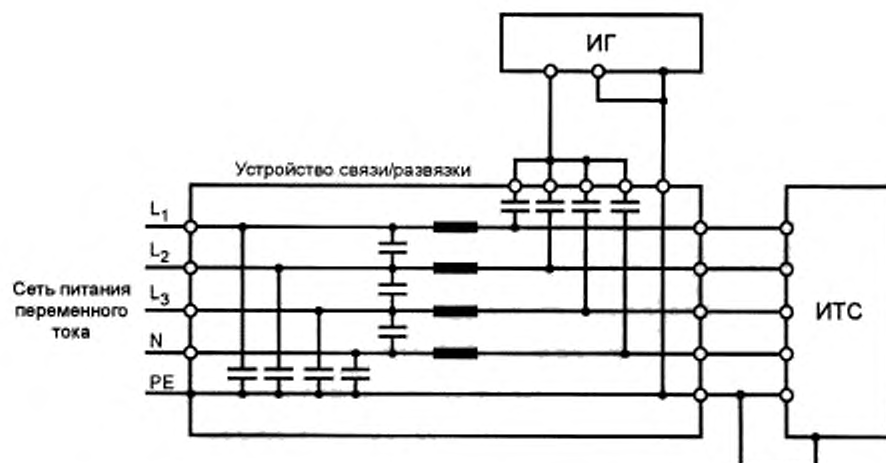 ИГ
Устройство связи/развязки
L1
L2
L3
N
PE
Сеть питания
переменного
тока
ИТС